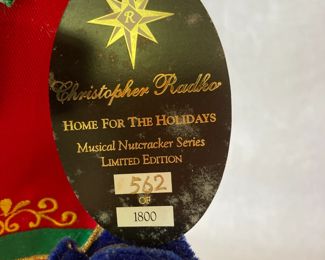 R
Christopher Radko
HOME FOR THE HOLIDAYS
Musical Nutcracker Series
LIMITED EDITION
562
OF
1800